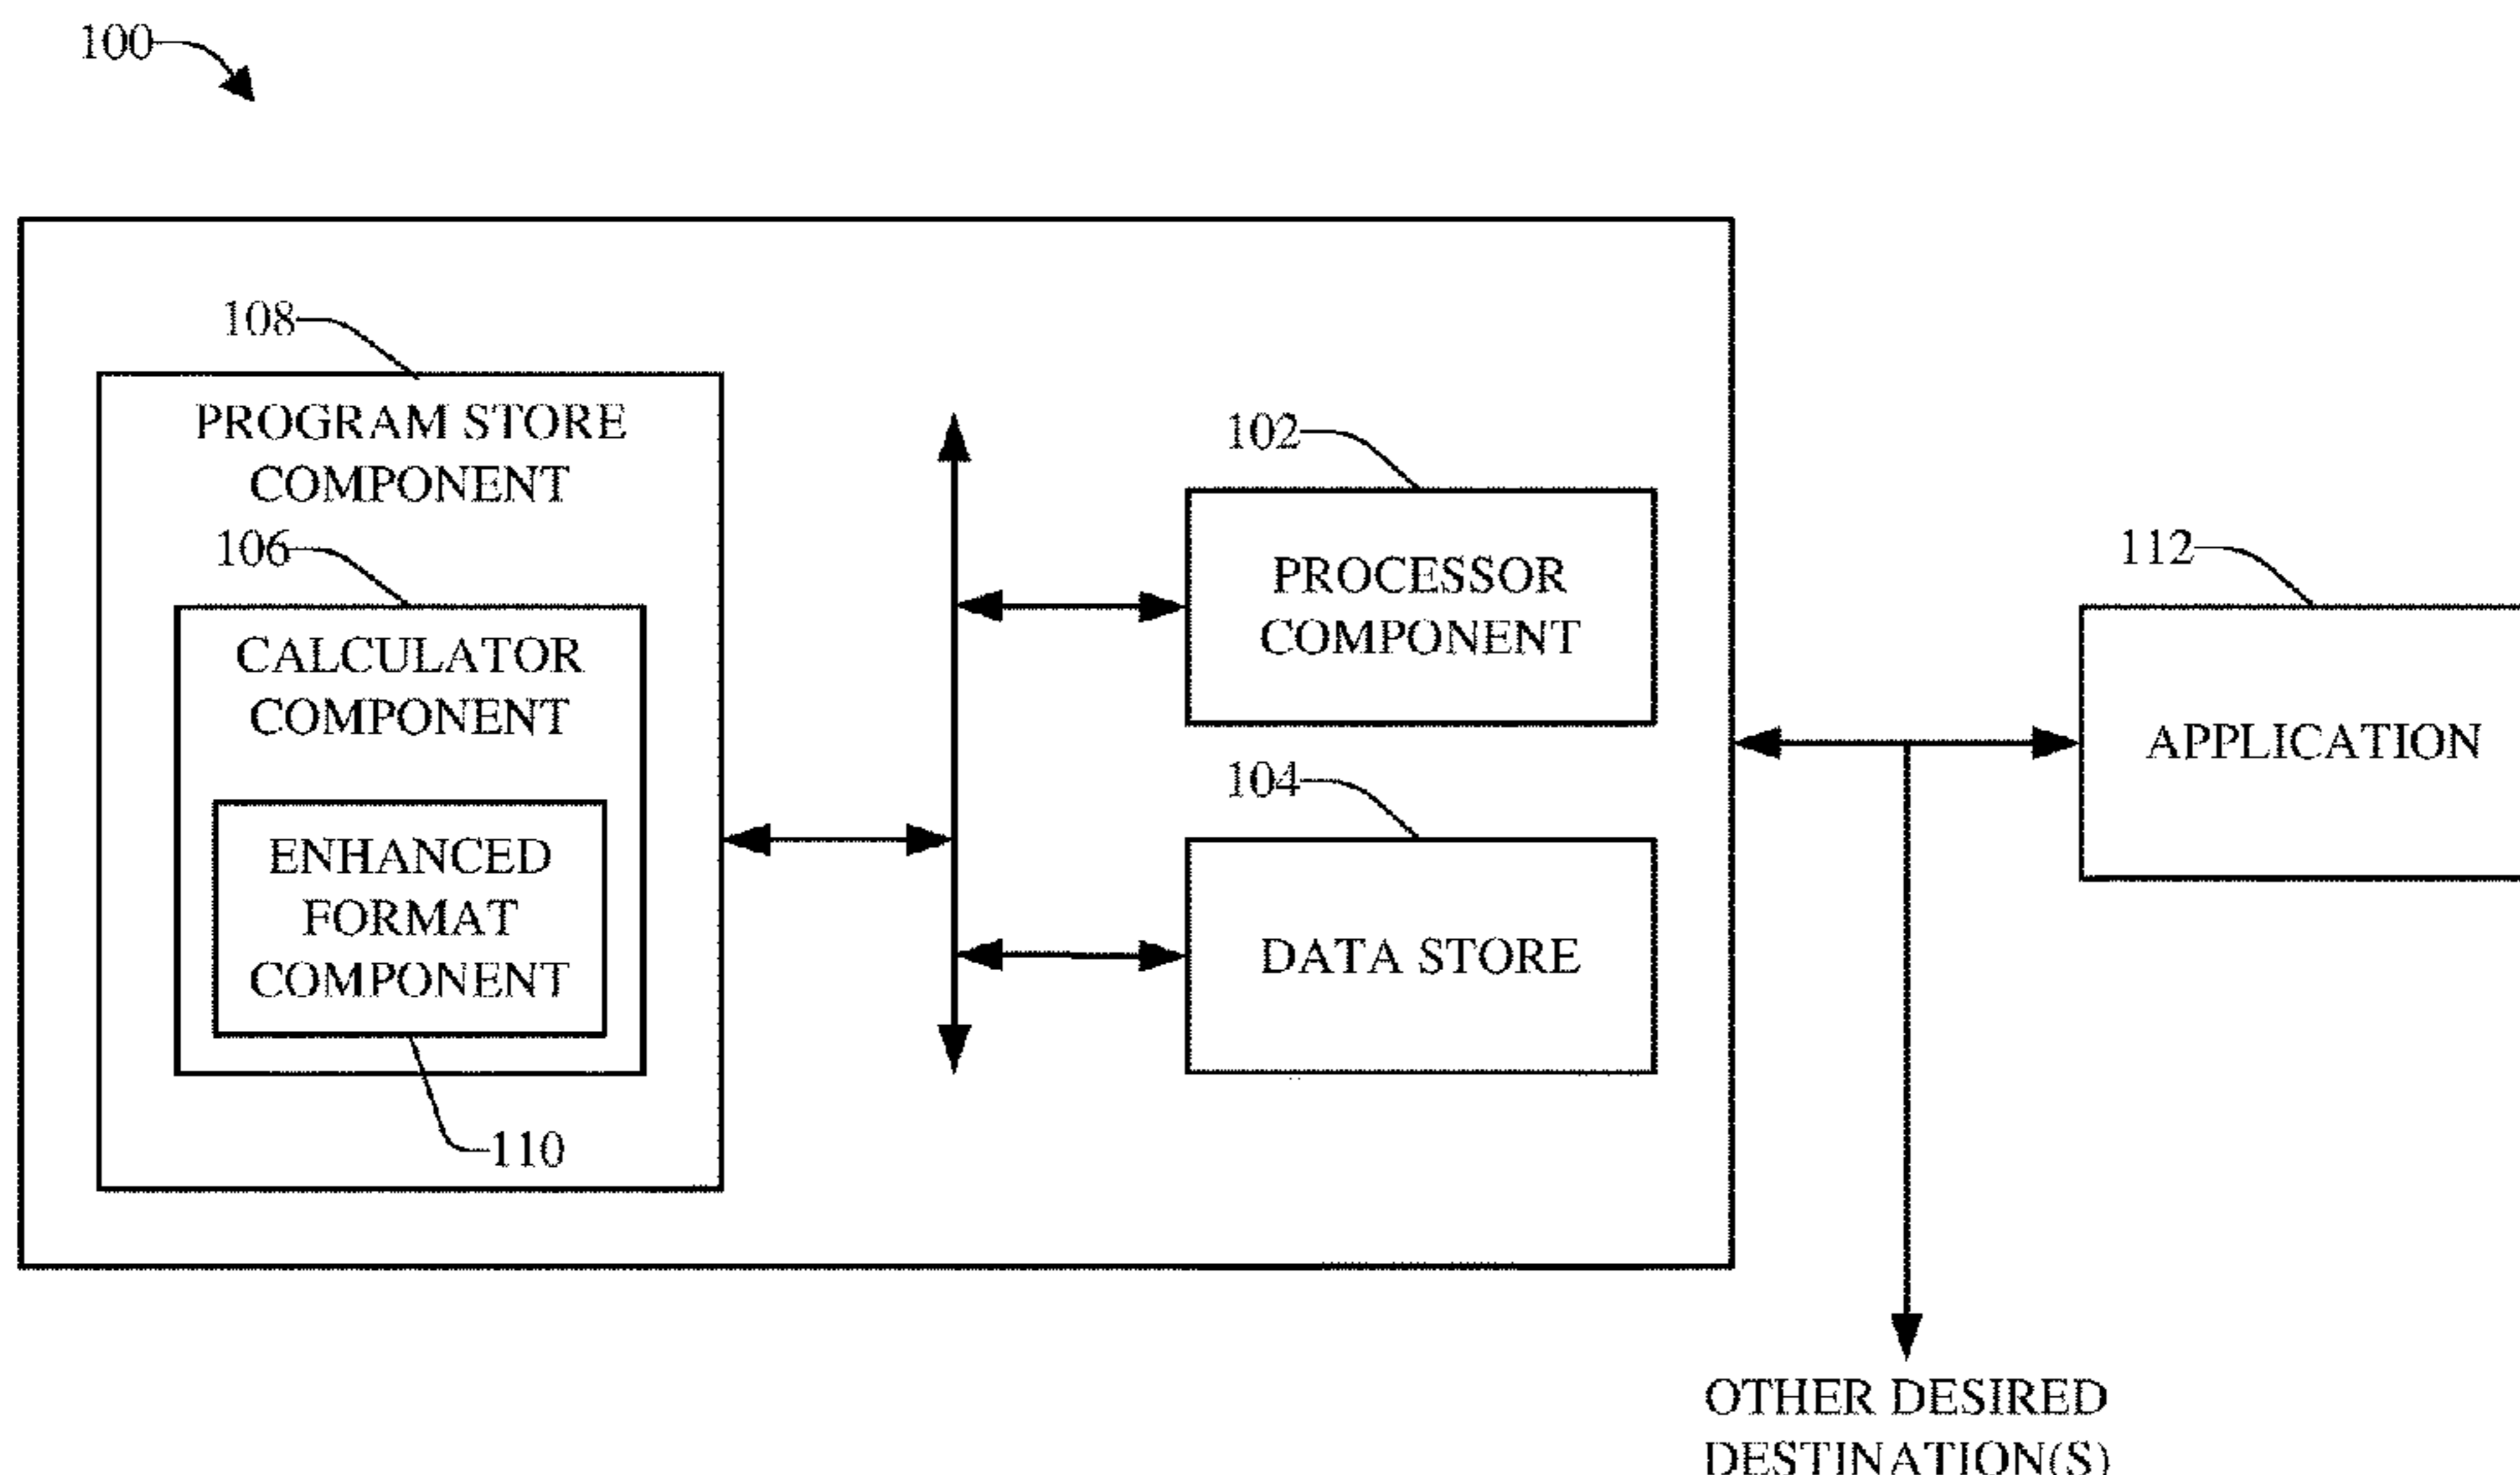 100
108
PROGRAM STORE
COMPONENT
106
CALCULATOR
COMPONENT
ENHANCED
FORMAT
COMPONENT
110
102
PROCESSOR
COMPONENT
104
DATA STORE
112
APPLICATION
OTHER DESIRED
DESTINATION(S)